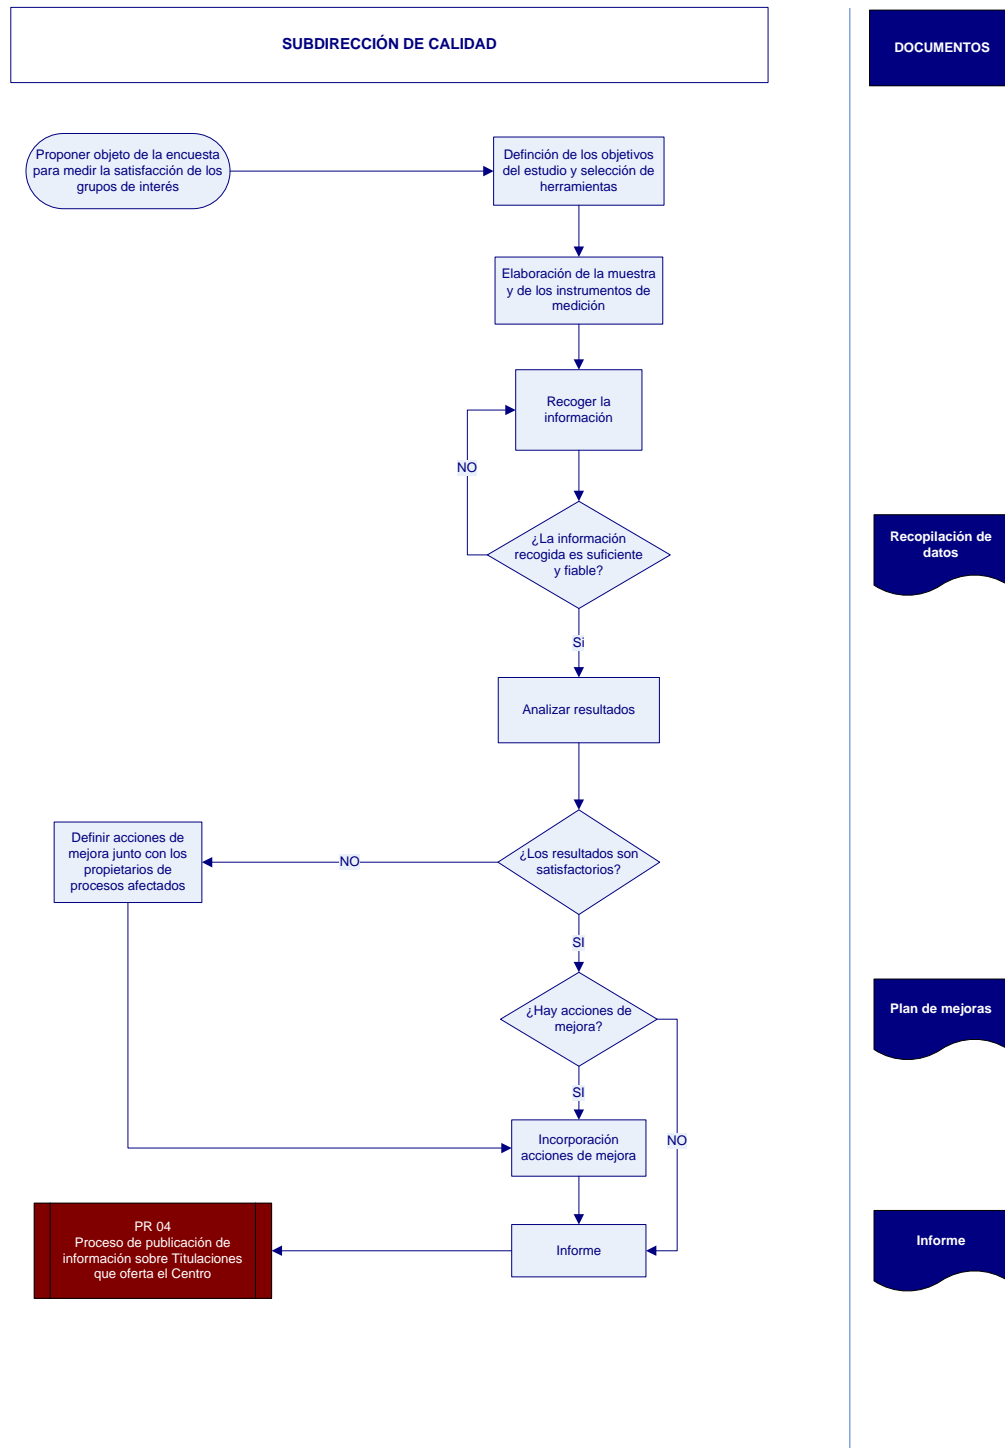 SUBDIRECCIÓN DE CALIDAD
DOCUMENTOS
Proponer objeto de la encuesta
para medir la satisfacción de los
grupos de interés
Definción de los objetivos
del estudio y selección de
herramientas
Elaboración de la muestra
y de los instrumentos de
medición
Recoger la
información
NO
¿La información
recogida es suficiente
y fiable?
Recopilación de
datos
Si
Analizar resultados
Definir acciones de
mejora junto con los
propietarios de
procesos afectados
NO
¿Los resultados son
satisfactorios?
SI
¿Hay acciones de
mejora?
Plan de mejoras
SI
NO
Incorporación
acciones de mejora
PR 04
Proceso de publicación de
información sobre Titulaciones
que oferta el Centro
Informe
Informe